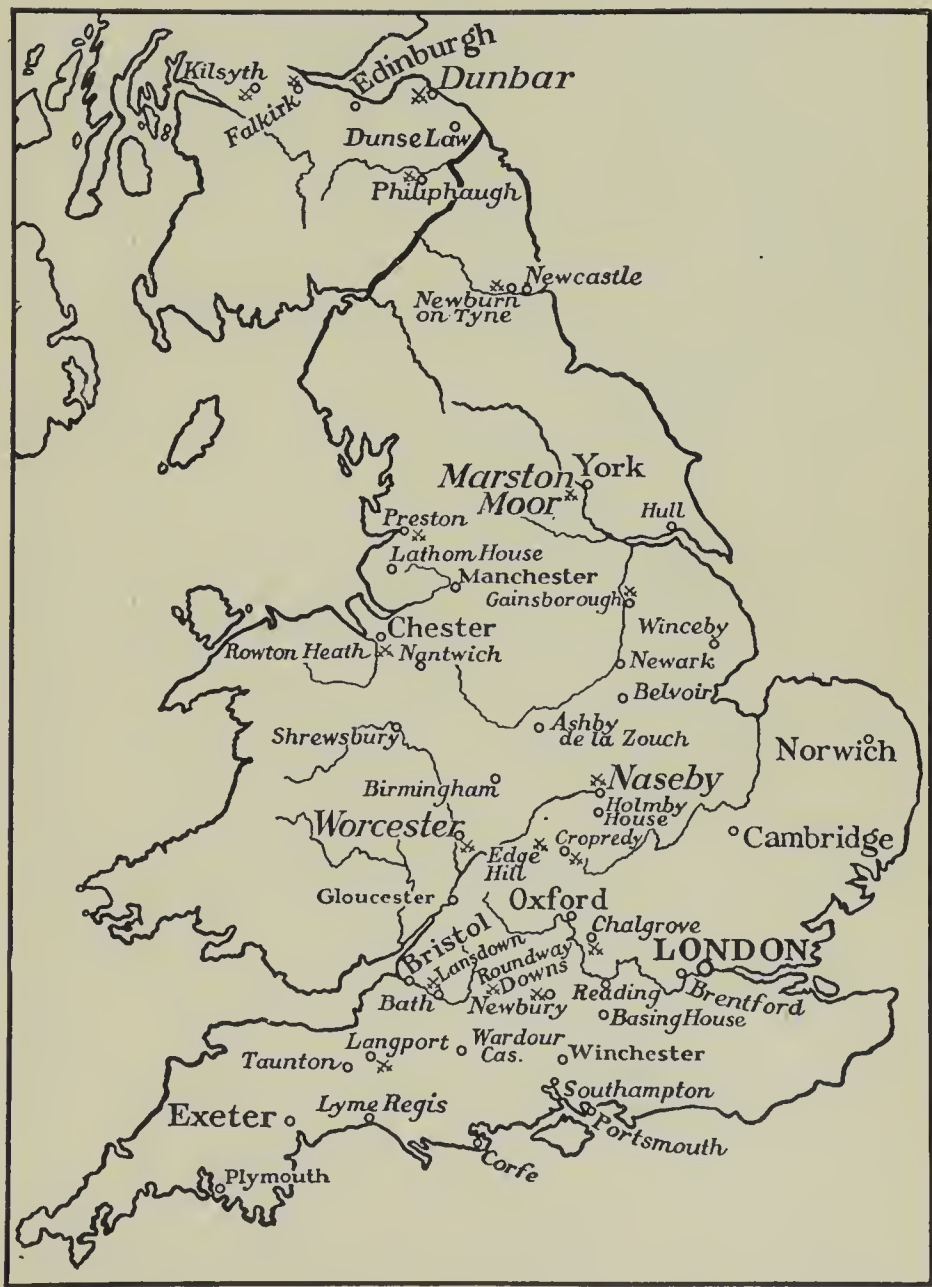 Kilsyth
Falkirk
Edinburgh
Dunbar
Dunse Law
Philiphaugh
Newcastle
Newburn
on Tyne
York
Marston
Moor
Hull
Preston
Lathom House
Manchester
Gainsborough
Winceby
Chester
Rowton Heath
Nantwich
Newark
Belvoir
Ashby
de la Zouch
Shrewsbury
Norwich
Birmingham
Naseby
Holmby
House
Worcester
Edge
Hill
Cropredy
Cambridge
Gloucester
Oxford
Chalgrove
Bristol
Lansdown
Roundway
Downs
LONDON
Bath
Newbury
Reading
Brentford
Basing House
Langport
Wardour
Cas.
Winchester
Taunton
Southampton
Portsmouth
Exeter
Lyme Regis
Corfe
Plymouth